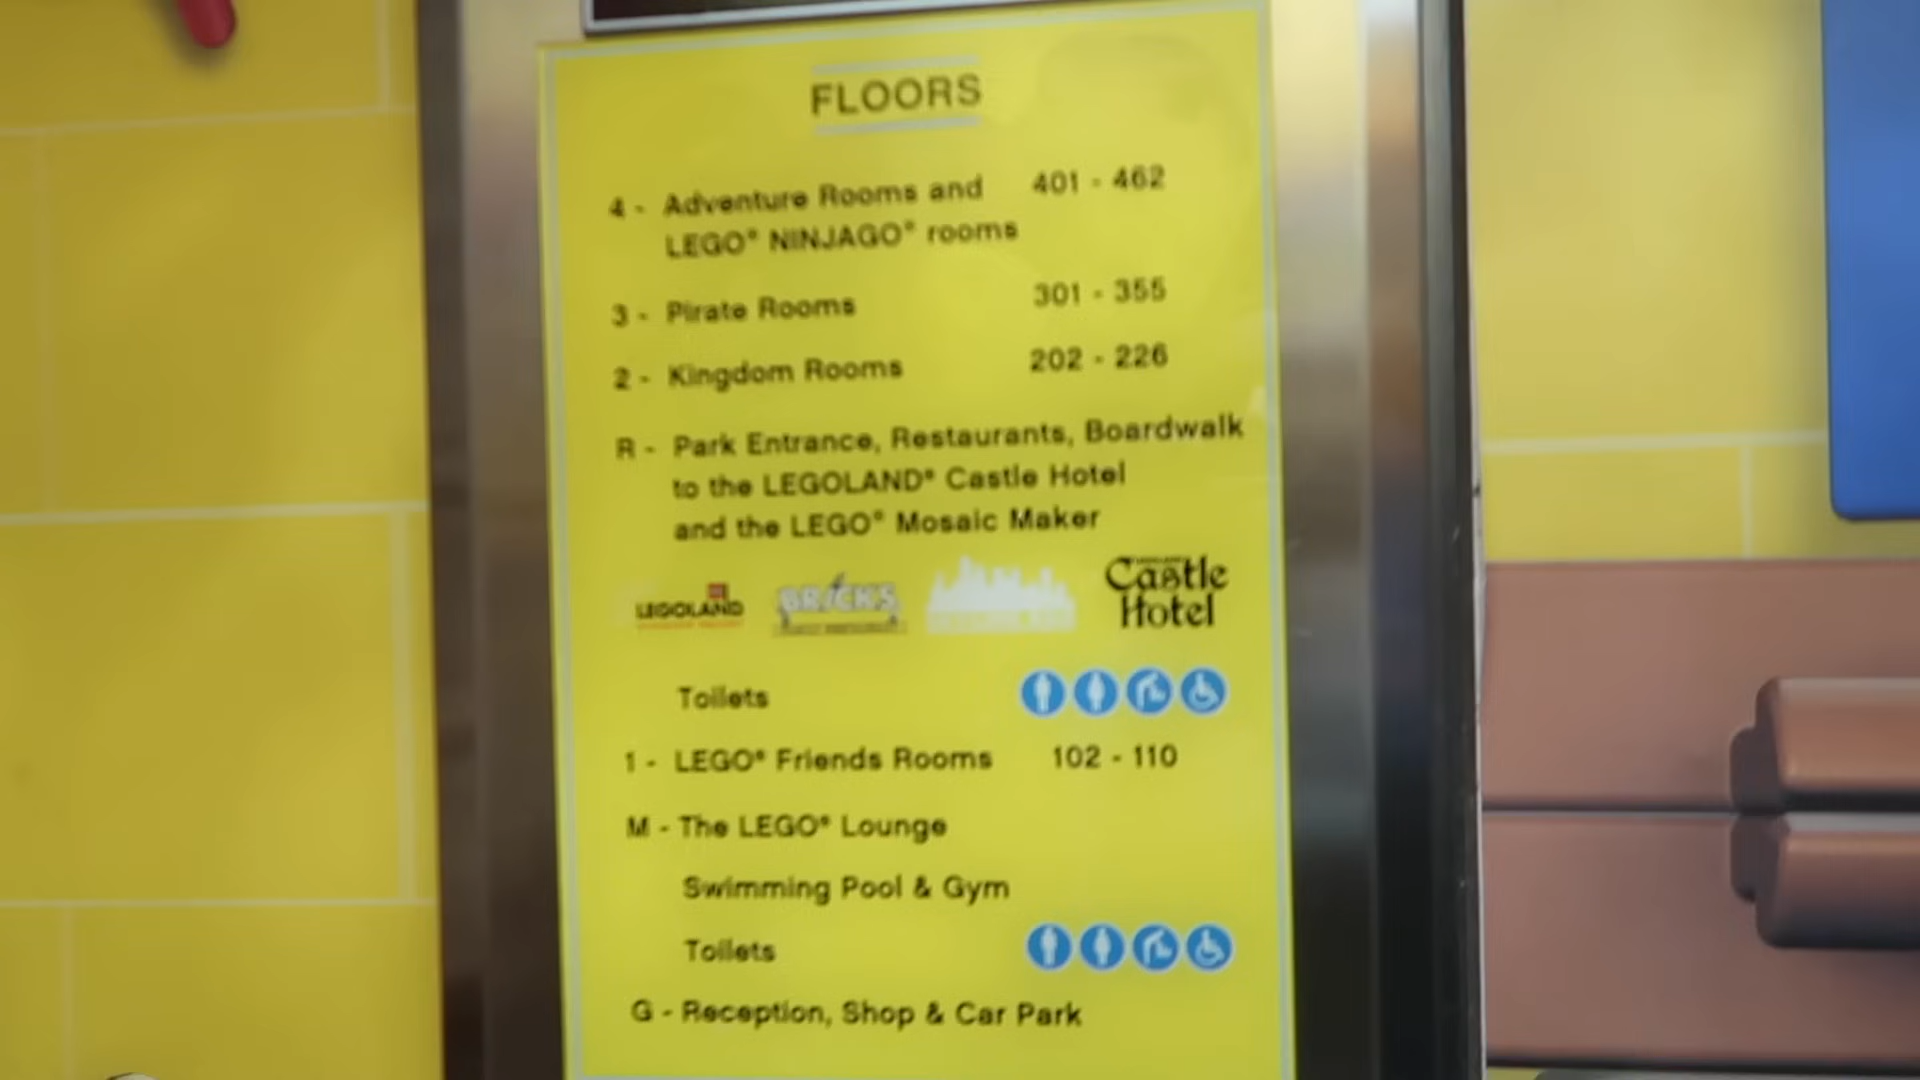 FLOORS
4 - Adventure Rooms and 401 - 462
LEGO® NINJAGO® rooms
3 - Pirate Rooms 301 - 355
2 - Kingdom Rooms 202 - 226
R - Park Entrance, Restaurants, Boardwalk
to the LEGOLAND® Castle Hotel
and the LEGO® Mosaic Maker
LEGOLAND BRICKS Castle Hotel
Toilets
1 - LEGO® Friends Rooms 102 - 110
M - The LEGO® Lounge
Swimming Pool & Gym
Toilets
G - Reception, Shop & Car Park